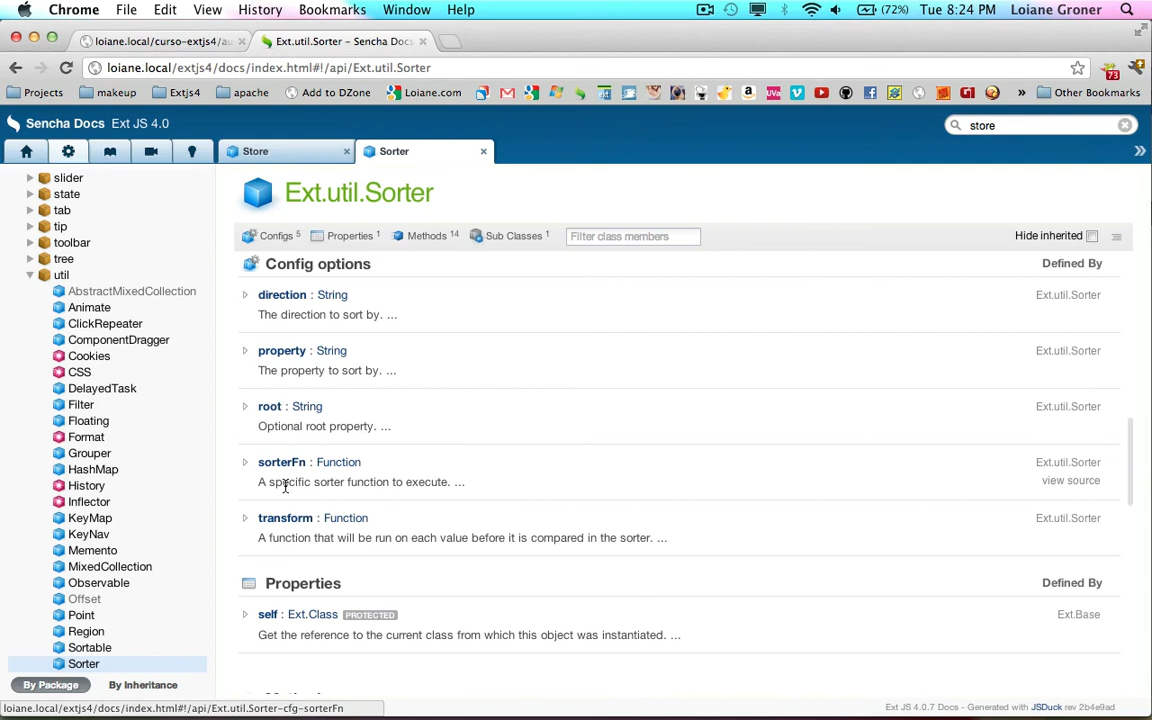 Chrome File Edit View History Bookmarks Window Help (72%) Tue 8:24 PM Loiane Groner
loiane.local/curso-extjs4/au Ext.util.Sorter – Sencha Docs
loiane.local/extjs4/docs/index.html#!/api/Ext.util.Sorter 73
Projects makeup Extjs4 apache Add to DZone Loiane.com UVa » Other Bookmarks
Sencha Docs Ext JS 4.0 store
Store Sorter »
slider
state
tab
tip
toolbar
tree
util
AbstractMixedCollection
Animate
ClickRepeater
ComponentDragger
Cookies
CSS
DelayedTask
Filter
Floating
Format
Grouper
HashMap
History
Inflector
KeyMap
KeyNav
Memento
MixedCollection
Observable
Offset
Point
Region
Sortable
Sorter
By Package By Inheritance
Ext.util.Sorter
Configs 5 Properties 1 Methods 14 Sub Classes 1 Filter class members Hide inherited
Config options Defined By
direction : String Ext.util.Sorter
The direction to sort by. ...
property : String Ext.util.Sorter
The property to sort by. ...
root : String Ext.util.Sorter
Optional root property. ...
sorterFn : Function Ext.util.Sorter
A specific sorter function to execute. ... view source
transform : Function Ext.util.Sorter
A function that will be run on each value before it is compared in the sorter. ...
Properties Defined By
self : Ext.Class PROTECTED Ext.Base
Get the reference to the current class from which this object was instantiated. ...
loiane.local/extjs4/docs/index.html#!/api/Ext.util.Sorter-cfg-sorterFn
Ext JS 4.0.7 Docs - Generated with JSDuck rev 2b4e9ad